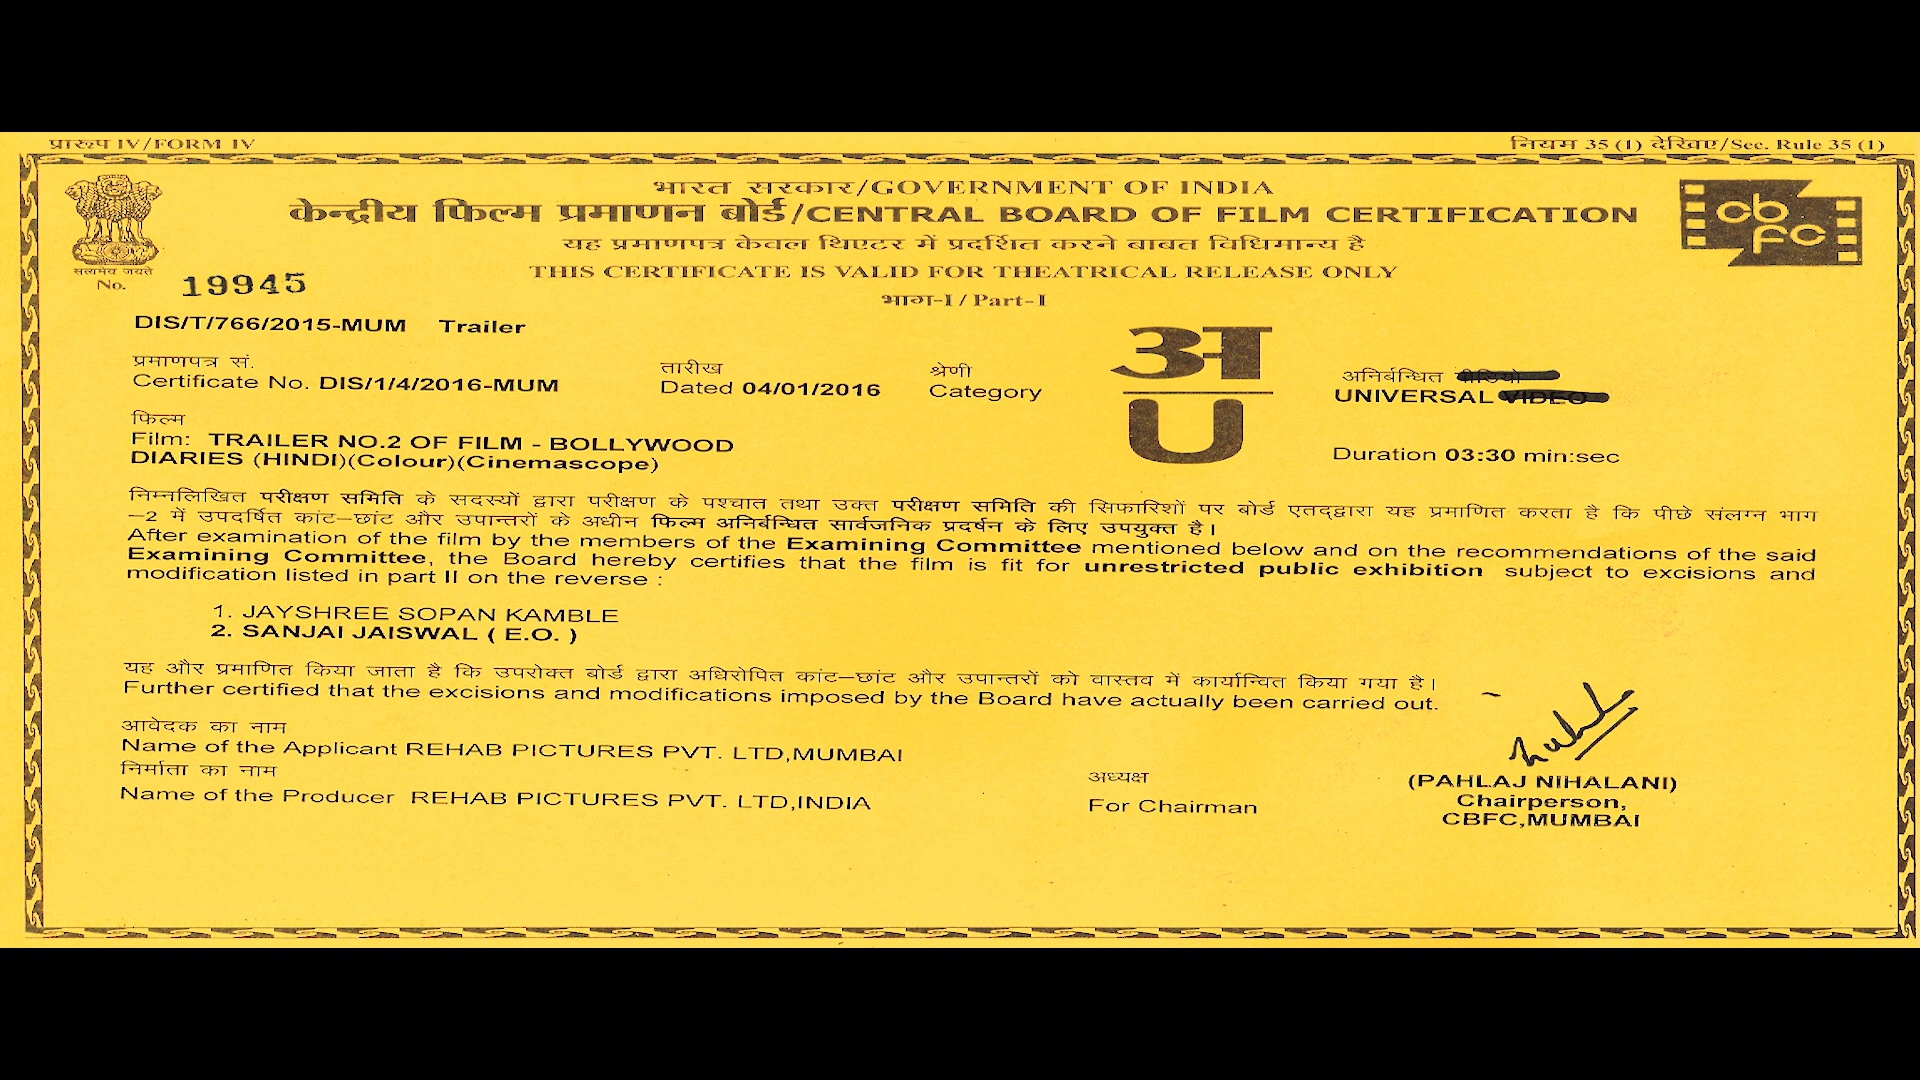 प्रारूप IV/FORM IV
नियम 35 (1) देखिए/Sec. Rule 35 (1)
भारत सरकार/GOVERNMENT OF INDIA
केन्द्रीय फिल्म प्रमाणन बोर्ड/CENTRAL BOARD OF FILM CERTIFICATION
cb
fc
यह प्रमाणपत्र केवल थिएटर में प्रदर्शित करने बाबत विधिमान्य है
सत्यमेव जयते
THIS CERTIFICATE IS VALID FOR THEATRICAL RELEASE ONLY
No. 19945
भाग-I / Part-I
DIS/T/766/2015-MUM Trailer
अ
U
प्रमाणपत्र सं.
Certificate No. DIS/1/4/2016-MUM
तारीख
Dated 04/01/2016
श्रेणी
Category
अनिर्बन्धित वीडियो
UNIVERSAL VIDEO
फिल्म
Film: TRAILER NO.2 OF FILM - BOLLYWOOD
DIARIES (HINDI)(Colour)(Cinemascope)
Duration 03:30 min:sec
निम्नलिखित परीक्षण समिति के सदस्यों द्वारा परीक्षण के पश्चात तथा उक्त परीक्षण समिति की सिफारिशों पर बोर्ड एतद्द्वारा यह प्रमाणित करता है कि पीछे संलग्न भाग
–2 में उपदर्षित कांट–छांट और उपान्तरों के अधीन फिल्म अनिर्बन्धित सार्वजनिक प्रदर्षन के लिए उपयुक्त है।
After examination of the film by the members of the Examining Committee mentioned below and on the recommendations of the said
Examining Committee, the Board hereby certifies that the film is fit for unrestricted public exhibition subject to excisions and
modification listed in part II on the reverse :
1. JAYSHREE SOPAN KAMBLE
2. SANJAI JAISWAL ( E.O. )
यह और प्रमाणित किया जाता है कि उपरोक्त बोर्ड द्वारा अधिरोपित कांट–छांट और उपान्तरों को वास्तव में कार्यान्वित किया गया है।
Further certified that the excisions and modifications imposed by the Board have actually been carried out.
आवेदक का नाम
Name of the Applicant REHAB PICTURES PVT. LTD,MUMBAI
निर्माता का नाम
Name of the Producer REHAB PICTURES PVT. LTD,INDIA
अध्यक्ष
For Chairman
(PAHLAJ NIHALANI)
Chairperson,
CBFC,MUMBAI